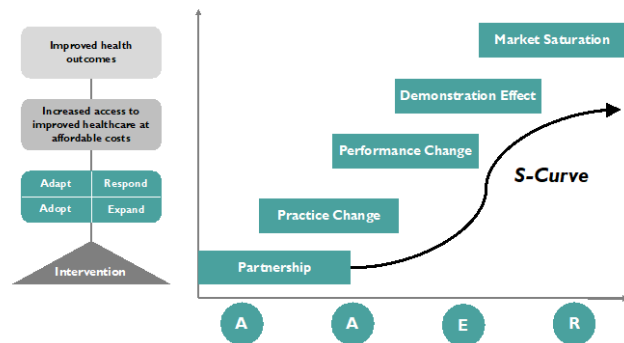 Improved health
outcomes
Increased access to
improved healthcare at
affordable costs
Adapt
Respond
Adopt
Expand
Intervention
Market Saturation
Demonstration Effect
Performance Change
S-Curve
Practice Change
Partnership
A
A
E
R